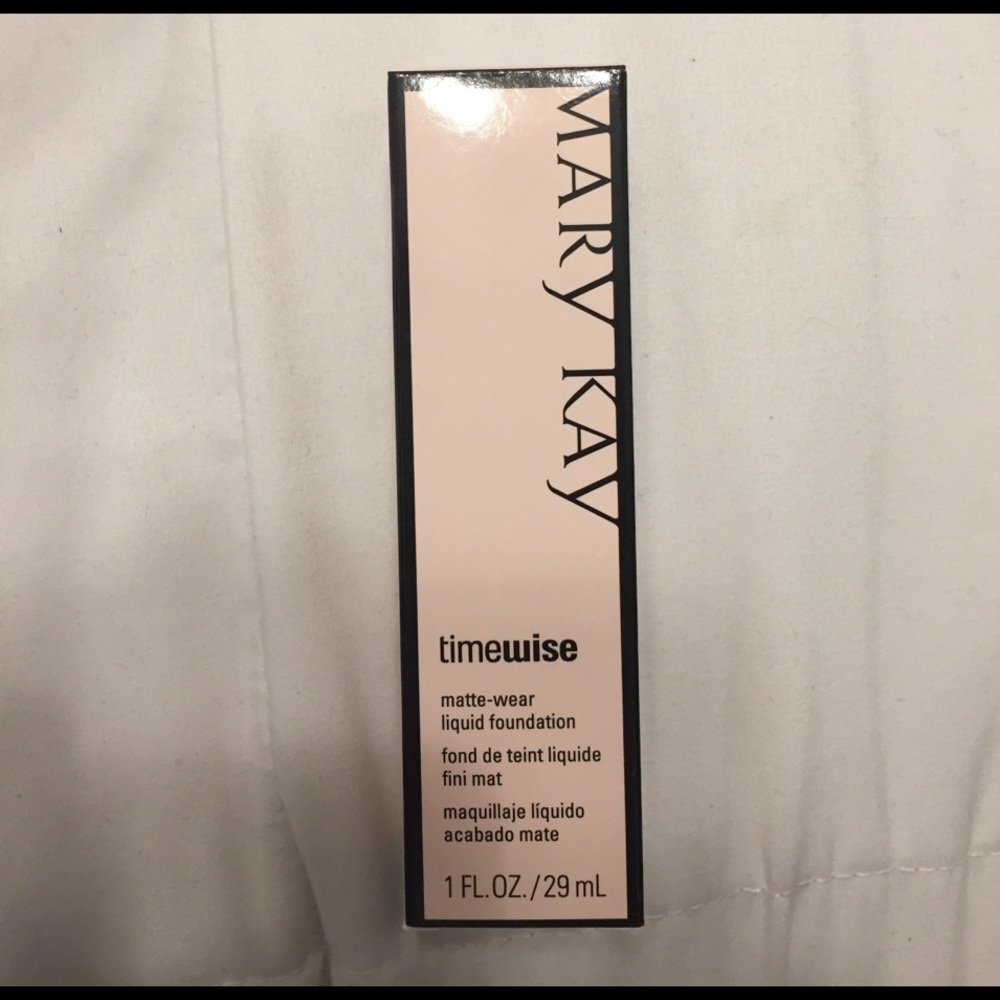 MARY KAY
timewise
matte-wear
liquid foundation
fond de teint liquide
fini mat
maquillaje líquido
acabado mate
1 FL.OZ./29 mL